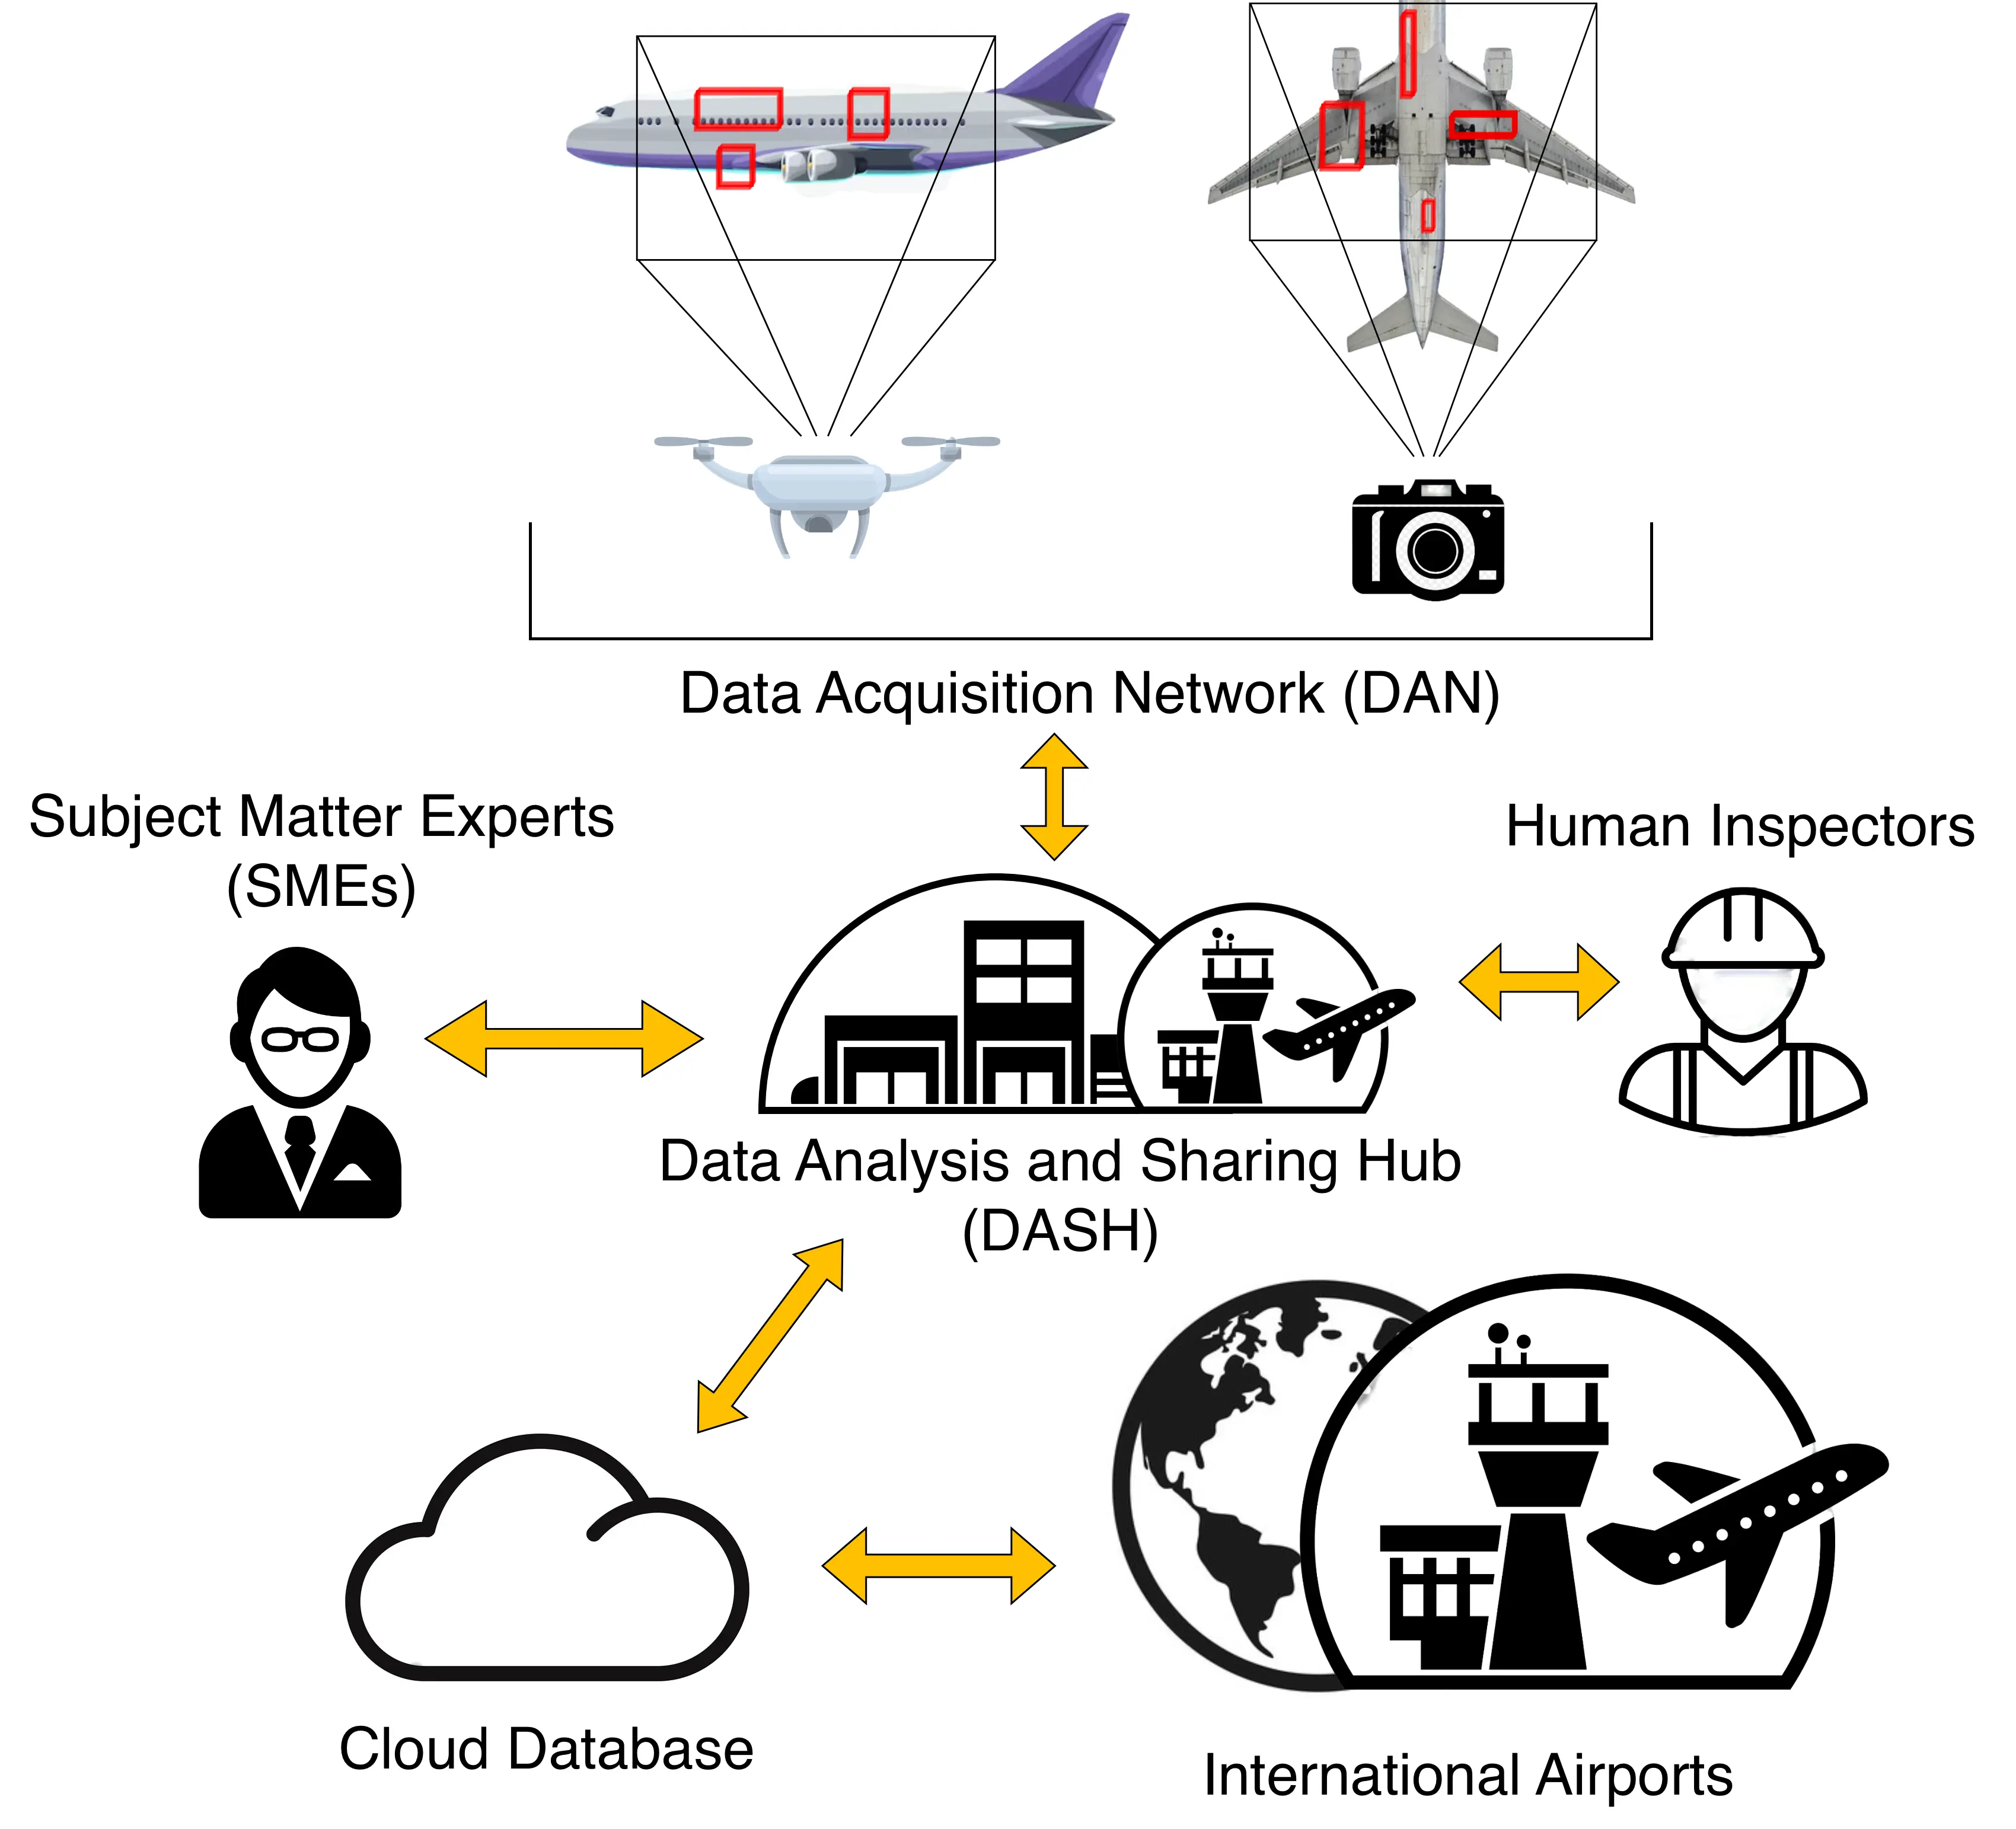 Data Acquisition Network (DAN)
Subject Matter Experts
(SMEs)
Human Inspectors
Data Analysis and Sharing Hub
(DASH)
Cloud Database
International Airports